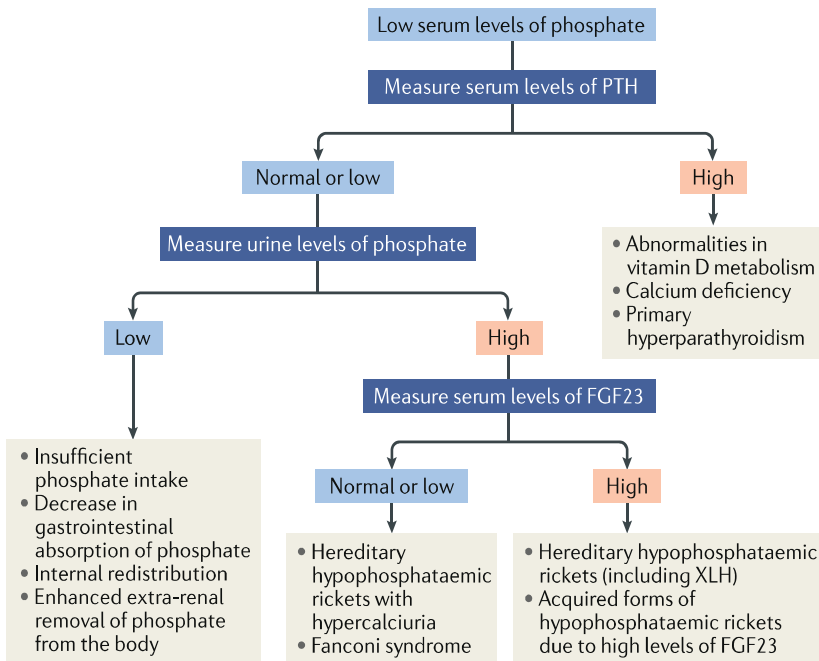 Low serum levels of phosphate
Measure serum levels of PTH
Normal or low
High
Measure urine levels of phosphate
• Abnormalities in
vitamin D metabolism
• Calcium deficiency
• Primary
hyperparathyroidism
Low
High
Measure serum levels of FGF23
• Insufficient
phosphate intake
• Decrease in
gastrointestinal
absorption of phosphate
• Internal redistribution
• Enhanced extra-renal
removal of phosphate
from the body
Normal or low
High
• Hereditary
hypophosphataemic
rickets with
hypercalciuria
• Fanconi syndrome
• Hereditary hypophosphataemic
rickets (including XLH)
• Acquired forms of
hypophosphataemic rickets
due to high levels of FGF23